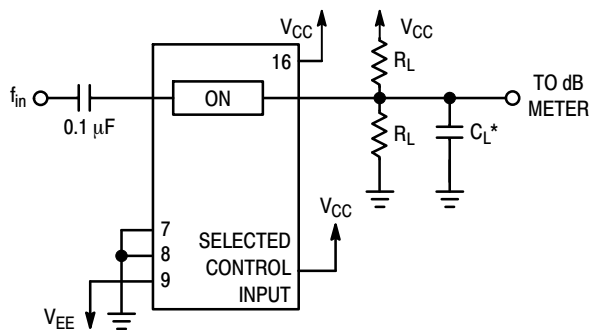 V_CC
V_CC
16
R_L
f_in
ON
TO dB
METER
0.1 µF
R_L
C_L*
V_CC
7
8
9
SELECTED
CONTROL
INPUT
V_EE